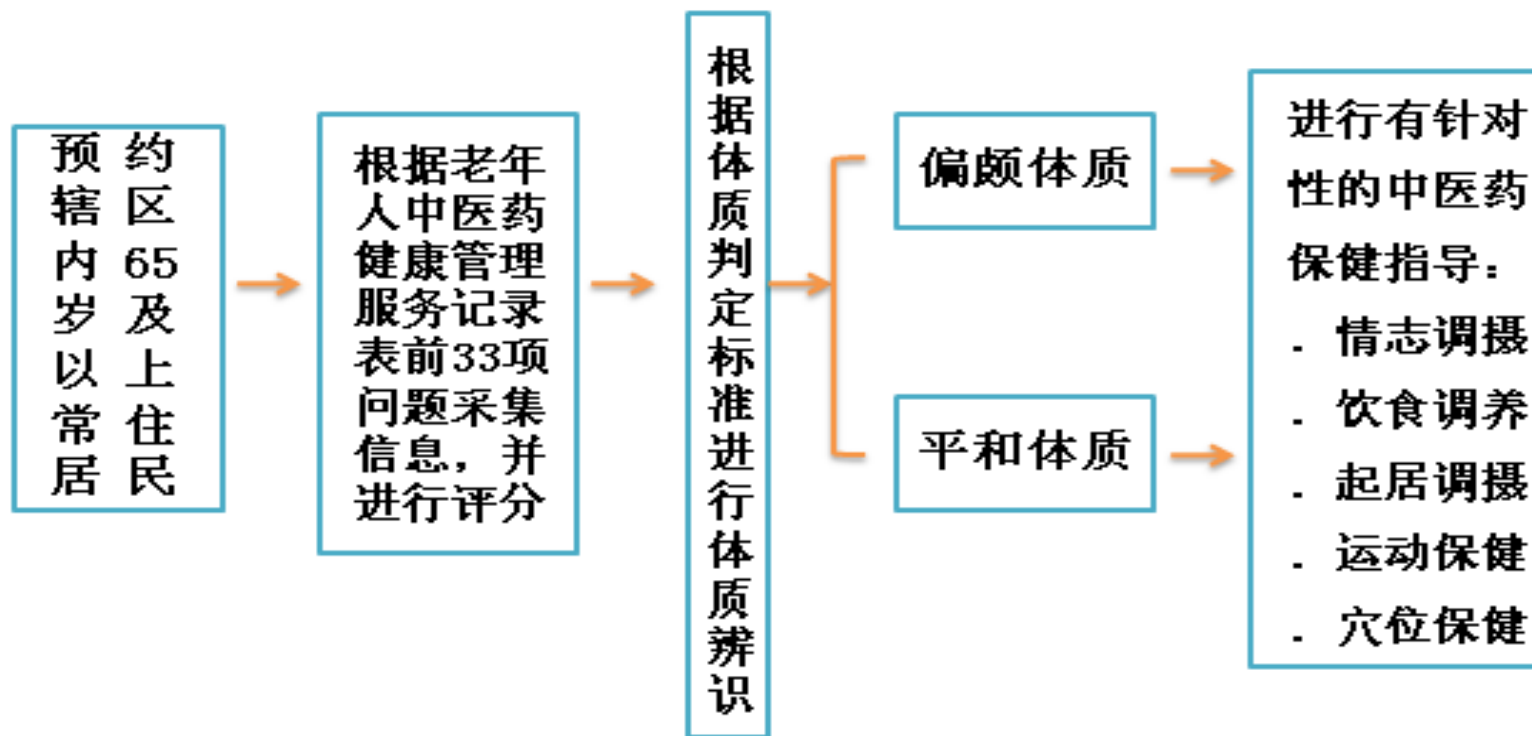 预约
辖区
内65
岁及
以上
常住
居民
根据老年
人中医药
健康管理
服务记录
表前33项
问题采集
信息，并
进行评分
根据体质判定标准进行体质辨识
偏颇体质
平和体质
进行有针对
性的中医药
保健指导：
．情志调摄
．饮食调养
．起居调摄
．运动保健
．穴位保健